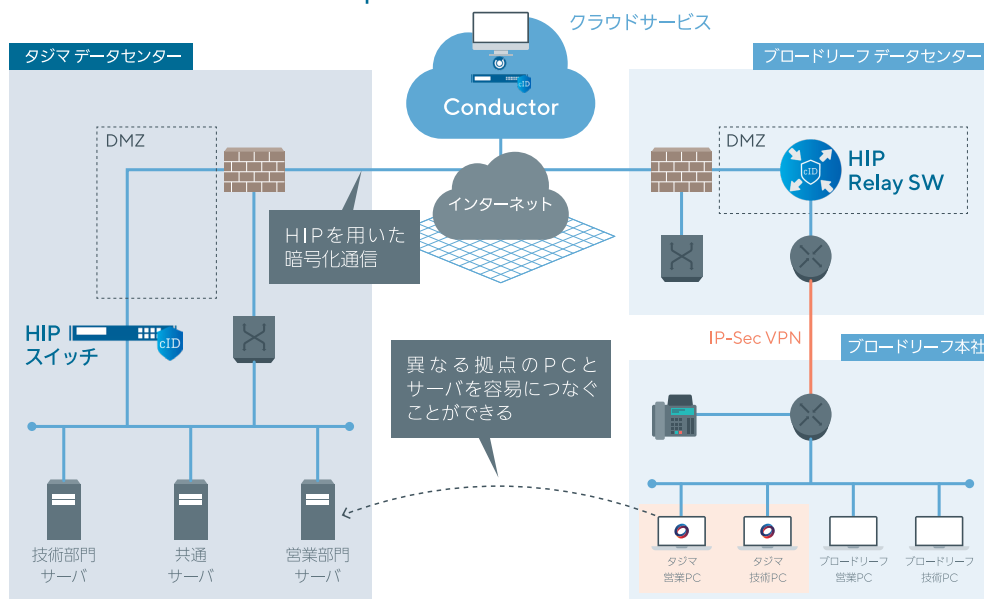 クラウドサービス
タジマ データセンター
ブロードリーフ データセンター
cID
Conductor
DMZ
DMZ
cID
HIP
Relay SW
インターネット
HIPを用いた
暗号化通信
HIP
スイッチ
cID
IP-Sec VPN
ブロードリーフ本社
異なる拠点のPCと
サーバを容易につなぐ
ことができる
技術部門
サーバ
共通
サーバ
営業部門
サーバ
タジマ
営業PC
タジマ
技術PC
ブロードリーフ
営業PC
ブロードリーフ
技術PC